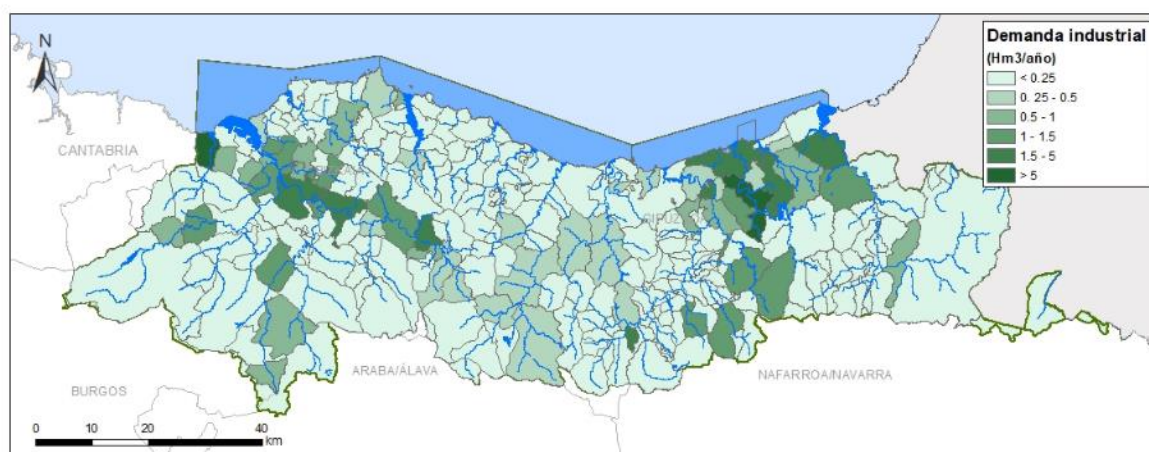 Demanda industrial
(Hm3/año)
< 0.25
0. 25 - 0.5
0.5 - 1
1 - 1.5
1.5 - 5
> 5
N
CANTABRIA
BURGOS
ARABA/ÁLAVA
NAFARROA/NAVARRA
0 10 20 40
km